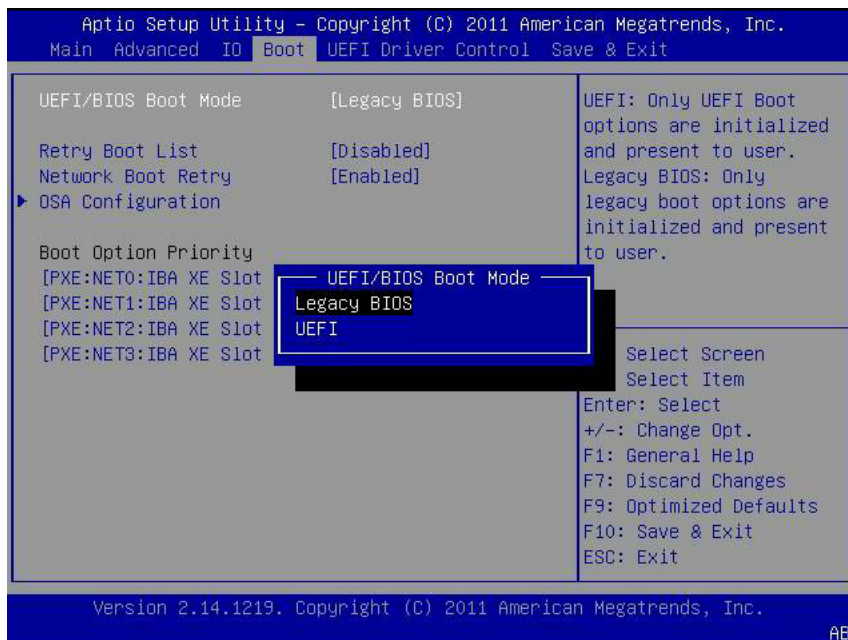 Aptio Setup Utility – Copyright (C) 2011 American Megatrends, Inc.
Main Advanced IO Boot UEFI Driver Control Save & Exit
UEFI/BIOS Boot Mode [Legacy BIOS]
Retry Boot List [Disabled]
Network Boot Retry [Enabled]
OSA Configuration
Boot Option Priority
[PXE:NET0:IBA XE Slot
[PXE:NET1:IBA XE Slot
[PXE:NET2:IBA XE Slot
[PXE:NET3:IBA XE Slot
UEFI/BIOS Boot Mode
Legacy BIOS
UEFI
UEFI: Only UEFI Boot
options are initialized
and present to user.
Legacy BIOS: Only
legacy boot options are
initialized and present
to user.
Select Screen
Select Item
Enter: Select
+/-: Change Opt.
F1: General Help
F7: Discard Changes
F9: Optimized Defaults
F10: Save & Exit
ESC: Exit
Version 2.14.1219. Copyright (C) 2011 American Megatrends, Inc.